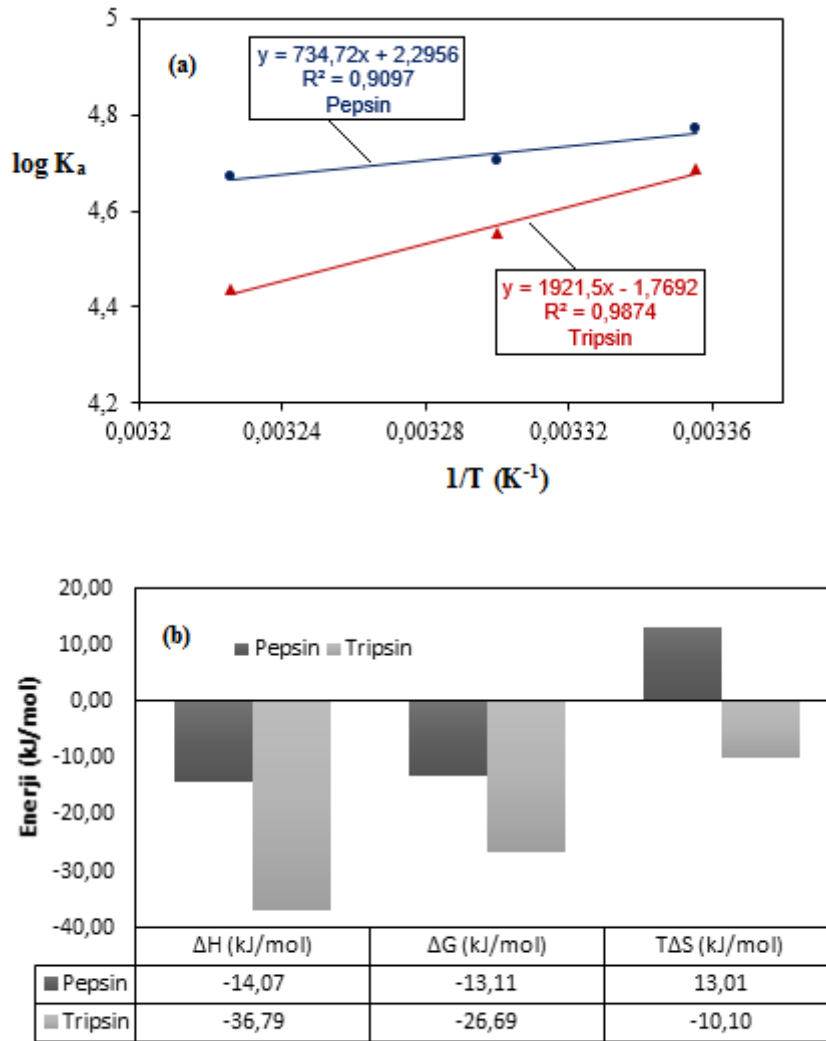 (a)
y = 734,72x + 2,2956
R² = 0,9097
Pepsin
y = 1921,5x - 1,7692
R² = 0,9874
Tripsin
log Kₐ
5
4,8
4,6
4,4
4,2
0,0032 0,00324 0,00328 0,00332 0,00336
1/T (K⁻¹)
(b)
Pepsin Tripsin
Enerji (kJ/mol)
20,00
10,00
0,00
-10,00
-20,00
-30,00
-40,00
ΔH (kJ/mol) ΔG (kJ/mol) TΔS (kJ/mol)
Pepsin -14,07 -13,11 13,01
Tripsin -36,79 -26,69 -10,10